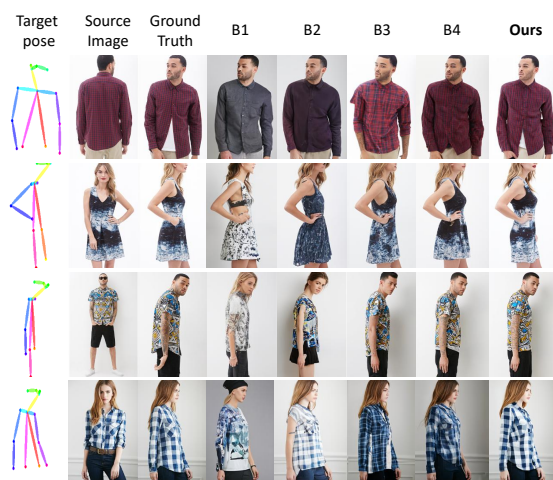 Target pose
Source Image
Ground Truth
B1
B2
B3
B4
Ours